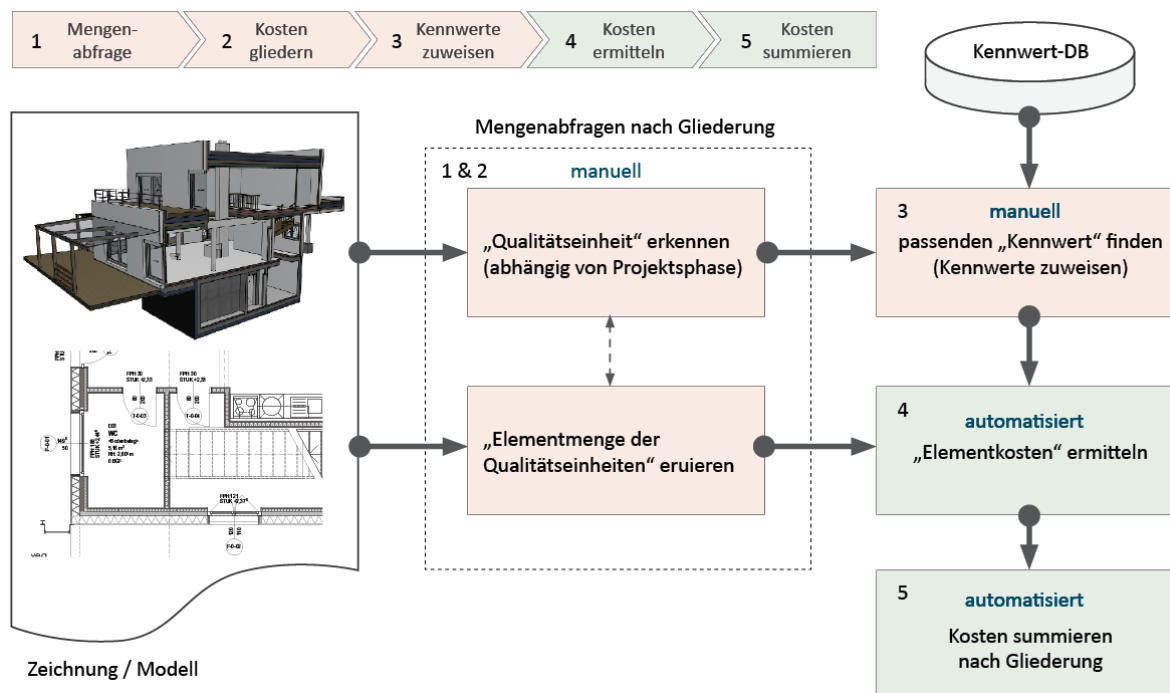 1 Mengen-
abfrage
2 Kosten
gliedern
3 Kennwerte
zuweisen
4 Kosten
ermitteln
5 Kosten
summieren
Kennwert-DB
Mengenabfragen nach Gliederung
1 & 2 manuell
„Qualitätseinheit“ erkennen
(abhängig von Projektsphase)
3 manuell
passenden „Kennwert“ finden
(Kennwerte zuweisen)
„Elementmenge der
Qualitätseinheiten“ eruieren
4 automatisiert
„Elementkosten“ ermitteln
5 automatisiert
Kosten summieren
nach Gliederung
WC
Zeichnung / Modell